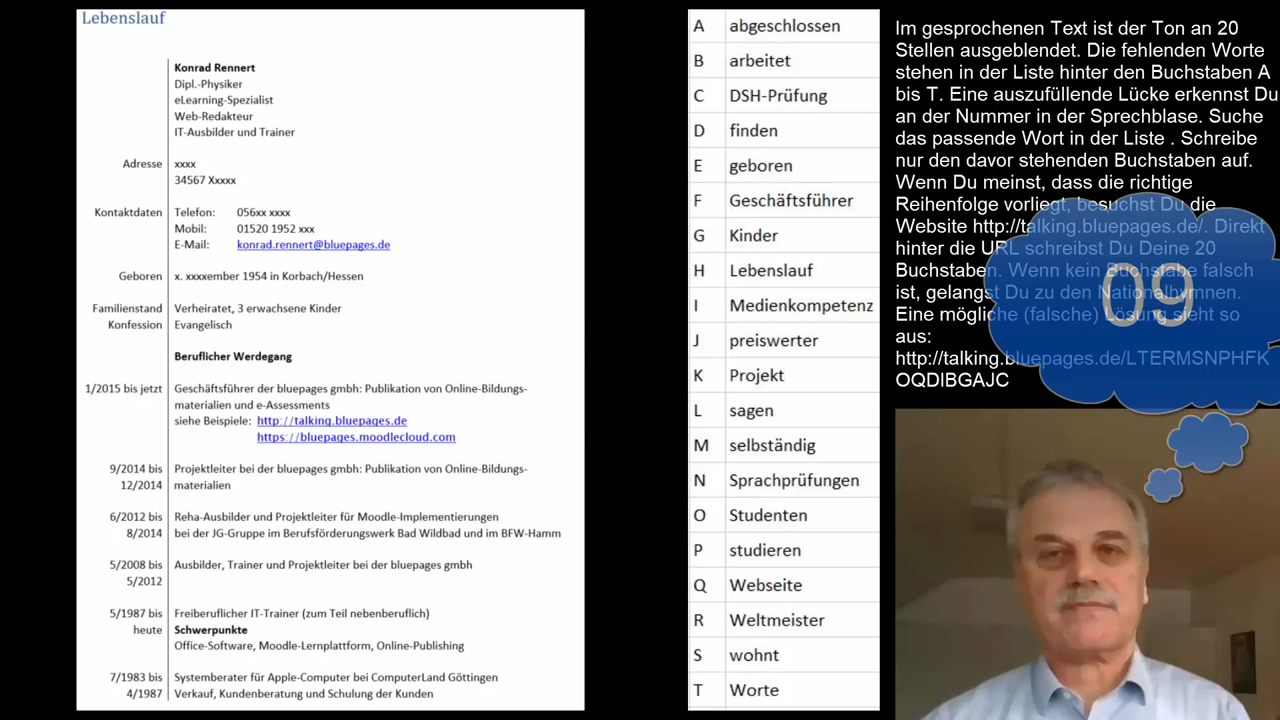 Lebenslauf
Konrad Rennert
Dipl.-Physiker
eLearning-Spezialist
Web-Redakteur
IT-Ausbilder und Trainer
Adresse xxxx
34567 Xxxxx
Kontaktdaten Telefon: 056xx xxxx
Mobil: 01520 1952 xxx
E-Mail: konrad.rennert@bluepages.de
Geboren x. xxxxember 1954 in Korbach/Hessen
Familienstand Verheiratet, 3 erwachsene Kinder
Konfession Evangelisch
Beruflicher Werdegang
1/2015 bis jetzt Geschäftsführer der bluepages gmbh: Publikation von Online-Bildungs-
materialien und e-Assessments
siehe Beispiele: http://talking.bluepages.de
https://bluepages.moodlecloud.com
9/2014 bis Projektleiter bei der bluepages gmbh: Publikation von Online-Bildungs-
12/2014 materialien
6/2012 bis Reha-Ausbilder und Projektleiter für Moodle-Implementierungen
8/2014 bei der JG-Gruppe im Berufsförderungswerk Bad Wildbad und im BFW-Hamm
5/2008 bis Ausbilder, Trainer und Projektleiter bei der bluepages gmbh
5/2012
5/1987 bis Freiberuflicher IT-Trainer (zum Teil nebenberuflich)
heute Schwerpunkte
Office-Software, Moodle-Lernplattform, Online-Publishing
7/1983 bis Systemberater für Apple-Computer bei ComputerLand Göttingen
4/1987 Verkauf, Kundenberatung und Schulung der Kunden
A abgeschlossen
B arbeitet
C DSH-Prüfung
D finden
E geboren
F Geschäftsführer
G Kinder
H Lebenslauf
I Medienkompetenz
J preiswerter
K Projekt
L sagen
M selbständig
N Sprachprüfungen
O Studenten
P studieren
Q Webseite
R Weltmeister
S wohnt
T Worte
Im gesprochenen Text ist der Ton an 20
Stellen ausgeblendet. Die fehlenden Worte
stehen in der Liste hinter den Buchstaben A
bis T. Eine auszufüllende Lücke erkennst Du
an der Nummer in der Sprechblase. Suche
das passende Wort in der Liste . Schreibe
nur den davor stehenden Buchstaben auf.
Wenn Du meinst, dass die richtige
Reihenfolge vorliegt, besuchst Du die
Website http://talking.bluepages.de/. Direkt
hinter die URL schreibst Du Deine 20
Buchstaben. Wenn kein Buchstabe falsch
ist, gelangst Du zu den Nationalhymnen.
Eine mögliche (falsche) Lösung sieht so
aus:
http://talking.bluepages.de/LTERMSNPHFK
OQDIBGAJC
09